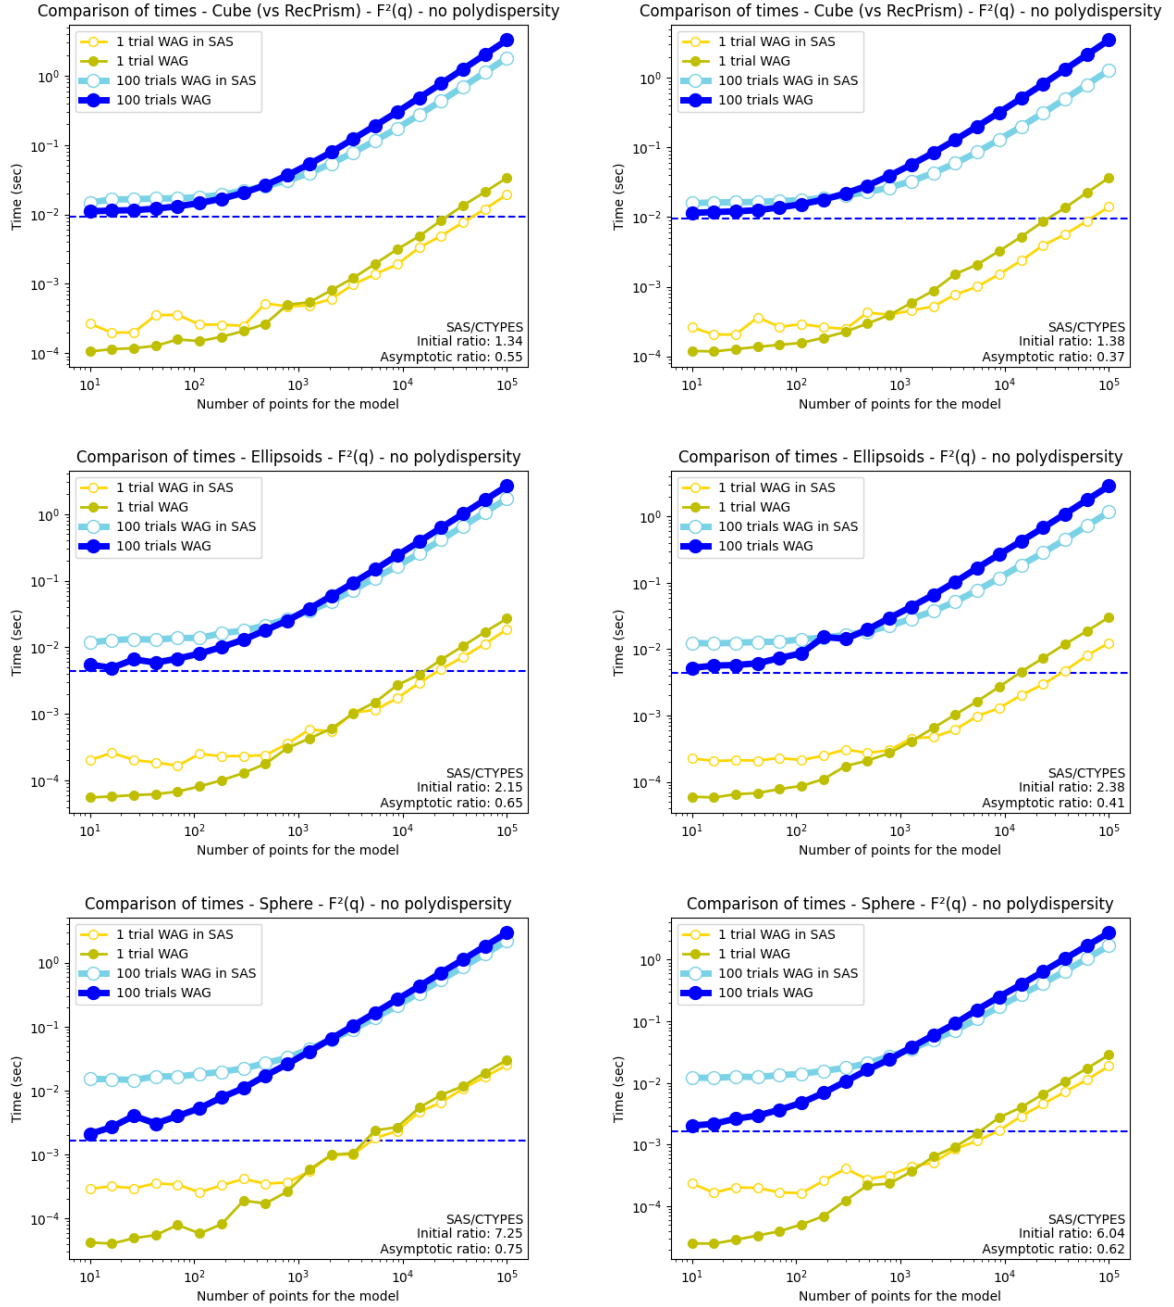 Comparison of times - Cube (vs RecPrism) - F²(q) - no polydispersity
1 trial WAG in SAS
1 trial WAG
100 trials WAG in SAS
100 trials WAG
Time (sec)
10⁰
10⁻¹
10⁻²
10⁻³
10⁻⁴
SAS/CTYPES
Initial ratio: 1.34
Asymptotic ratio: 0.55
10¹ 10² 10³ 10⁴ 10⁵
Number of points for the model
Comparison of times - Cube (vs RecPrism) - F²(q) - no polydispersity
1 trial WAG in SAS
1 trial WAG
100 trials WAG in SAS
100 trials WAG
Time (sec)
10⁰
10⁻¹
10⁻²
10⁻³
10⁻⁴
SAS/CTYPES
Initial ratio: 1.38
Asymptotic ratio: 0.37
10¹ 10² 10³ 10⁴ 10⁵
Number of points for the model
Comparison of times - Ellipsoids - F²(q) - no polydispersity
1 trial WAG in SAS
1 trial WAG
100 trials WAG in SAS
100 trials WAG
Time (sec)
10⁰
10⁻¹
10⁻²
10⁻³
10⁻⁴
SAS/CTYPES
Initial ratio: 2.15
Asymptotic ratio: 0.65
10¹ 10² 10³ 10⁴ 10⁵
Number of points for the model
Comparison of times - Ellipsoids - F²(q) - no polydispersity
1 trial WAG in SAS
1 trial WAG
100 trials WAG in SAS
100 trials WAG
Time (sec)
10⁰
10⁻¹
10⁻²
10⁻³
10⁻⁴
SAS/CTYPES
Initial ratio: 2.38
Asymptotic ratio: 0.41
10¹ 10² 10³ 10⁴ 10⁵
Number of points for the model
Comparison of times - Sphere - F²(q) - no polydispersity
1 trial WAG in SAS
1 trial WAG
100 trials WAG in SAS
100 trials WAG
Time (sec)
10⁰
10⁻¹
10⁻²
10⁻³
10⁻⁴
SAS/CTYPES
Initial ratio: 7.25
Asymptotic ratio: 0.75
10¹ 10² 10³ 10⁴ 10⁵
Number of points for the model
Comparison of times - Sphere - F²(q) - no polydispersity
1 trial WAG in SAS
1 trial WAG
100 trials WAG in SAS
100 trials WAG
Time (sec)
10⁰
10⁻¹
10⁻²
10⁻³
10⁻⁴
SAS/CTYPES
Initial ratio: 6.04
Asymptotic ratio: 0.62
10¹ 10² 10³ 10⁴ 10⁵
Number of points for the model